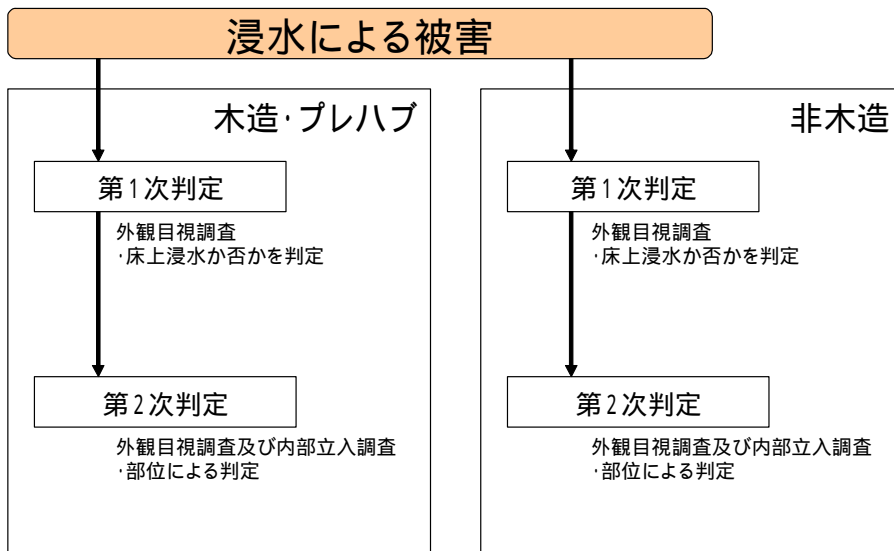 浸水による被害
木造・プレハブ
第1次判定
外観目視調査
・床上浸水か否かを判定
第2次判定
外観目視調査及び内部立入調査
・部位による判定
非木造
第1次判定
外観目視調査
・床上浸水か否かを判定
第2次判定
外観目視調査及び内部立入調査
・部位による判定